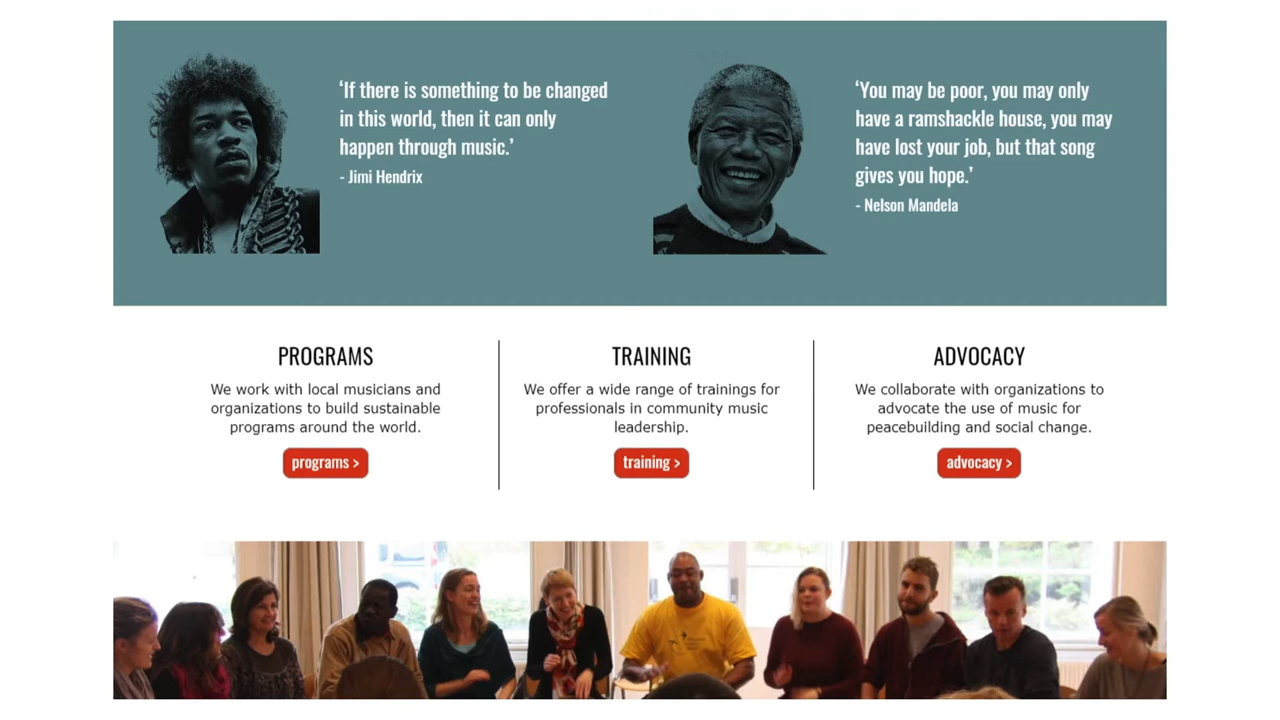 ‘If there is something to be changed
in this world, then it can only
happen through music.’
- Jimi Hendrix
‘You may be poor, you may only
have a ramshackle house, you may
have lost your job, but that song
gives you hope.’
- Nelson Mandela
PROGRAMS
We work with local musicians and
organizations to build sustainable
programs around the world.
programs >
TRAINING
We offer a wide range of trainings for
professionals in community music
leadership.
training >
ADVOCACY
We collaborate with organizations to
advocate the use of music for
peacebuilding and social change.
advocacy >